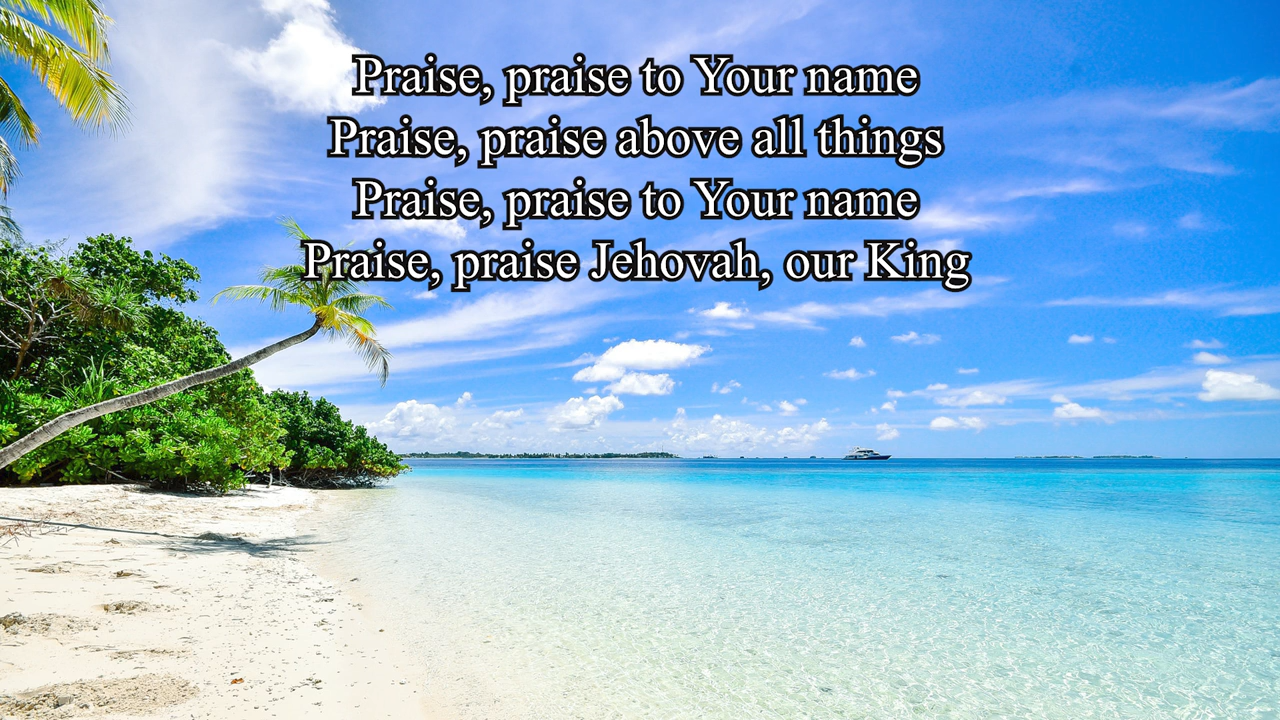 Praise, praise to Your name
Praise, praise above all things
Praise, praise to Your name
Praise, praise Jehovah, our King